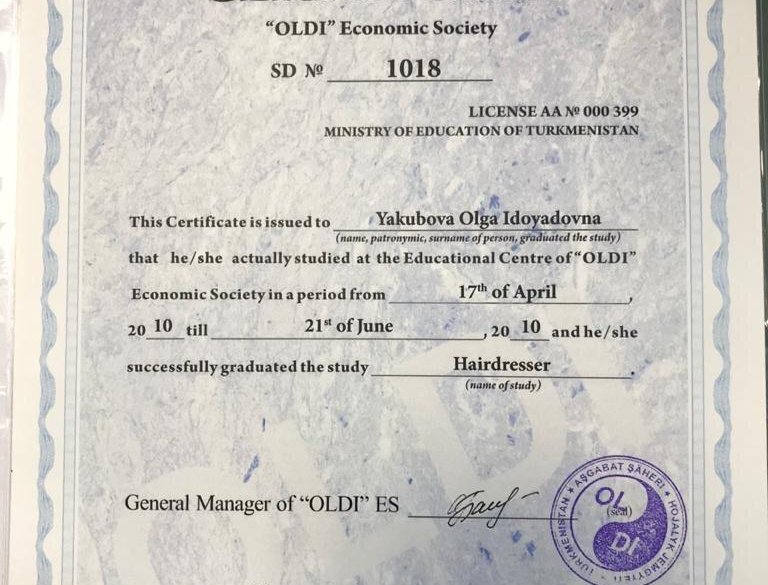 "OLDI" Economic Society
SD № 1018
LICENSE AA № 000 399
MINISTRY OF EDUCATION OF TURKMENISTAN
This Certificate is issued to Yakubova Olga Idoyadovna
(name, patronymic, surname of person, graduated the study)
that he/she actually studied at the Educational Centre of "OLDI"
Economic Society in a period from 17th of April ,
20 10 till 21st of June , 20 10 and he/she
successfully graduated the study Hairdresser .
(name of study)
General Manager of "OLDI" ES
(seal)
TÜRKMENISTAN ★ AŞGABAT ŞÄHERI ★ HOJALYK JEMGYÝETI
OL
DI
OLDI